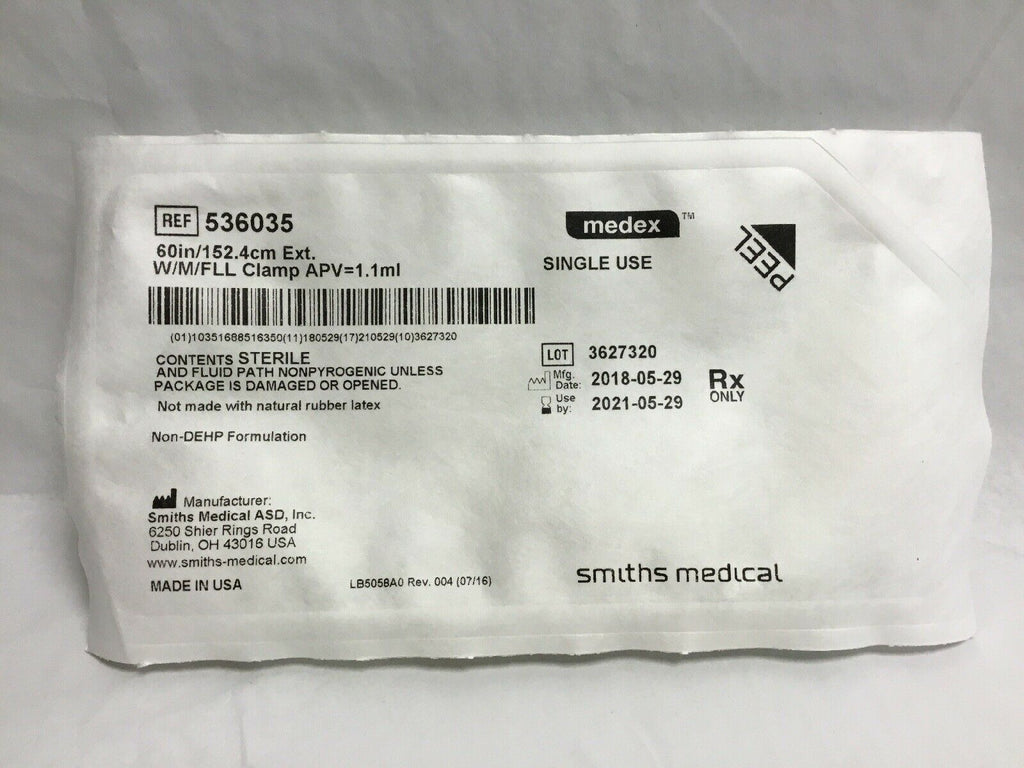 REF 536035
60in/152.4cm Ext.
W/M/FLL Clamp APV=1.1ml
(01)10351688516350(11)180529(17)210529(10)3627320
CONTENTS STERILE
AND FLUID PATH NONPYROGENIC UNLESS
PACKAGE IS DAMAGED OR OPENED.
Not made with natural rubber latex
Non-DEHP Formulation
Manufacturer:
Smiths Medical ASD, Inc.
6250 Shier Rings Road
Dublin, OH 43016 USA
www.smiths-medical.com
MADE IN USA
LB5058A0 Rev. 004 (07/16)
medex™
SINGLE USE
PEEL
LOT 3627320
Mfg. Date: 2018-05-29
Use by: 2021-05-29
Rx
ONLY
smiths medical